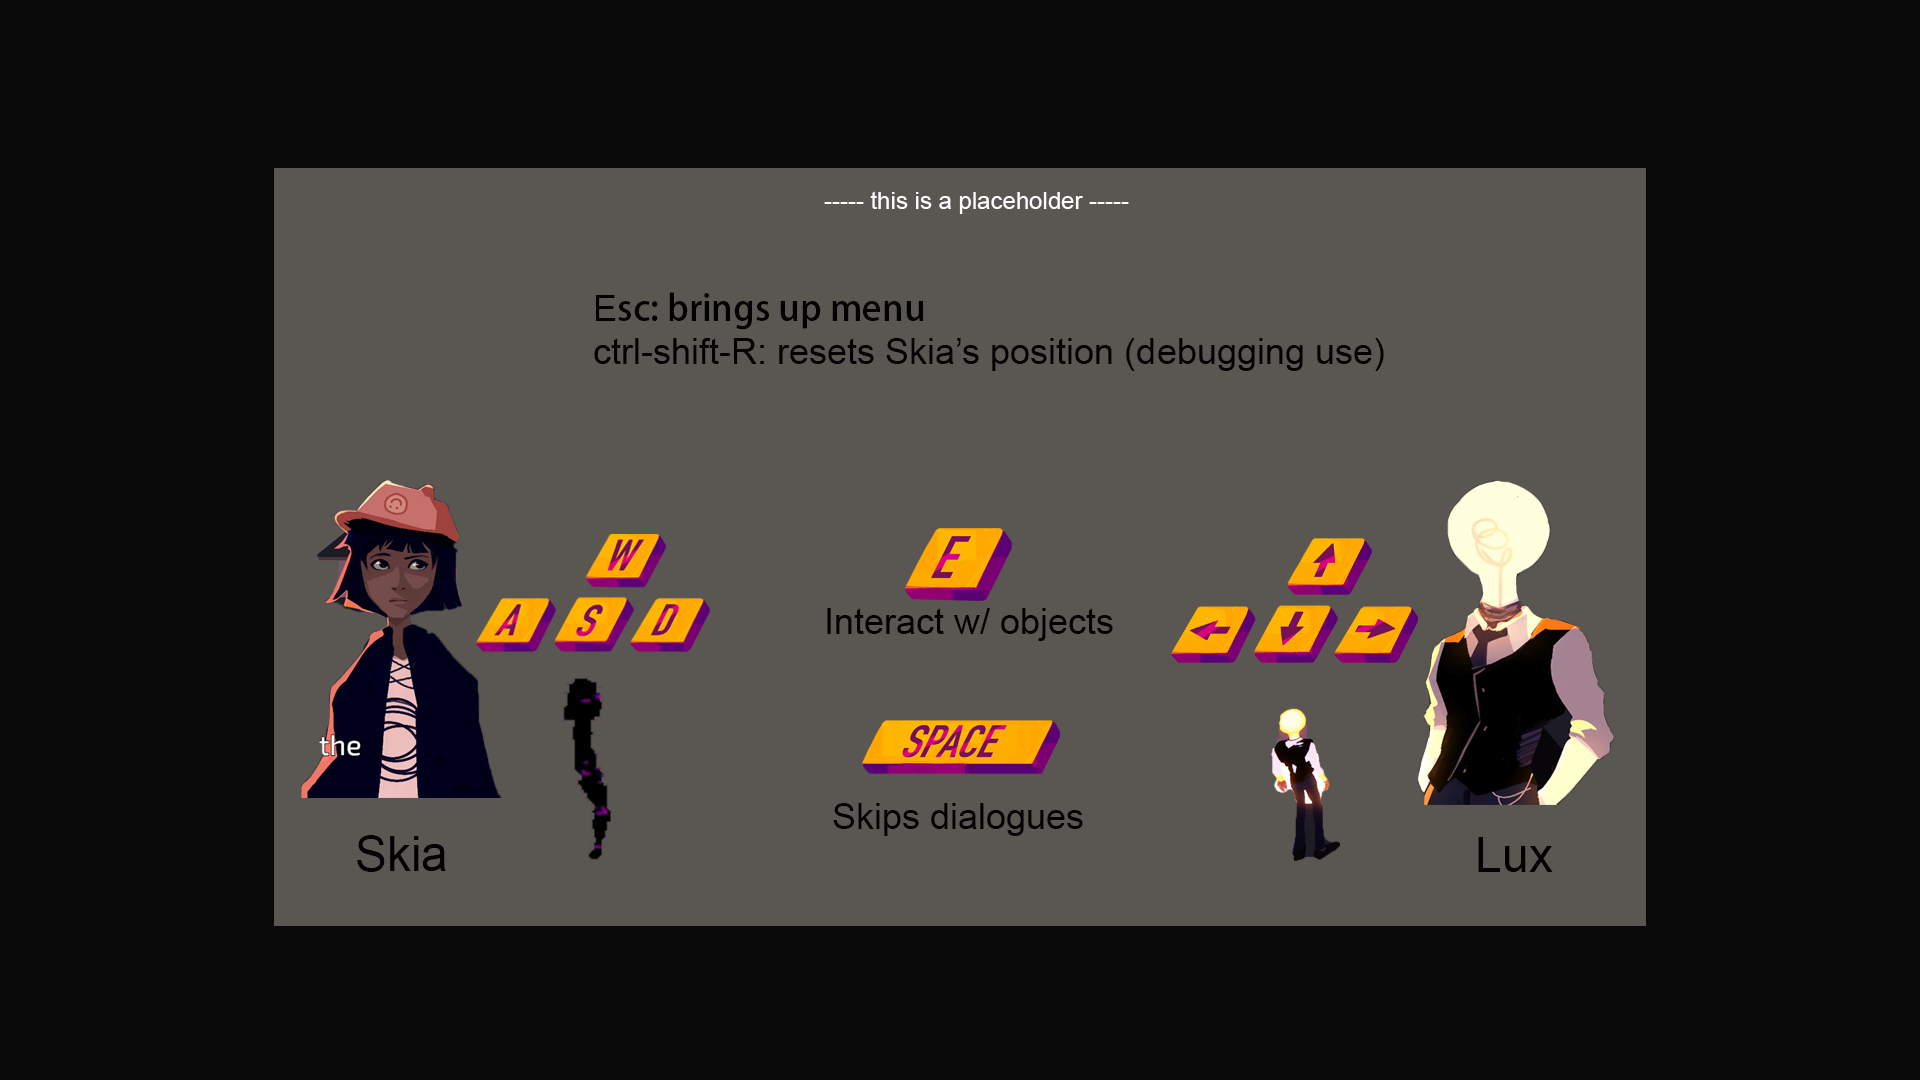 ----- this is a placeholder -----
Esc: brings up menu
ctrl-shift-R: resets Skia’s position (debugging use)
W
A S D
E
Interact w/ objects
SPACE
Skips dialogues
the
Skia
Lux